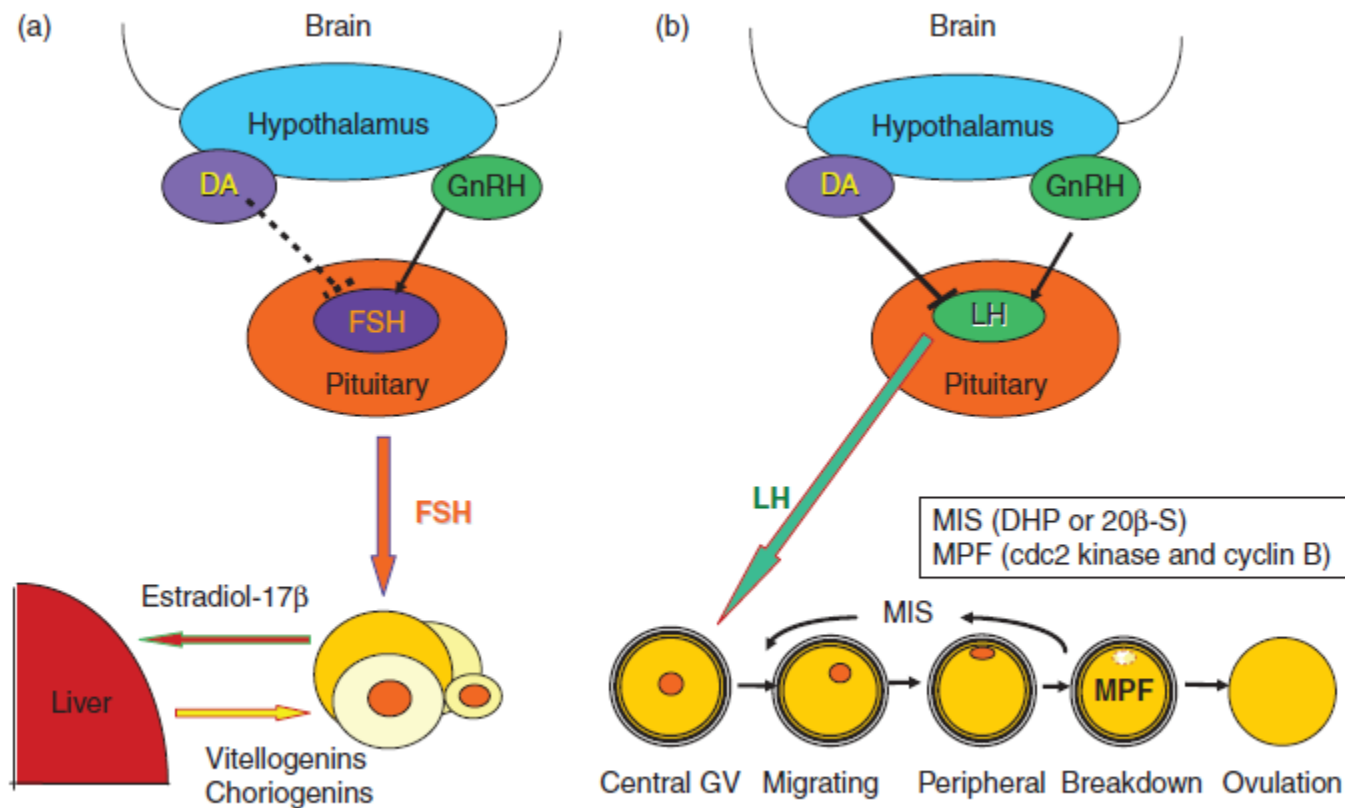 (a)
Brain
Hypothalamus
DA
GnRH
FSH
Pituitary
FSH
Estradiol-17β
Liver
Vitellogenins
Choriogenins
(b)
Brain
Hypothalamus
DA
GnRH
LH
Pituitary
LH
MIS (DHP or 20β-S)
MPF (cdc2 kinase and cyclin B)
MIS
MPF
Central GV Migrating Peripheral Breakdown Ovulation